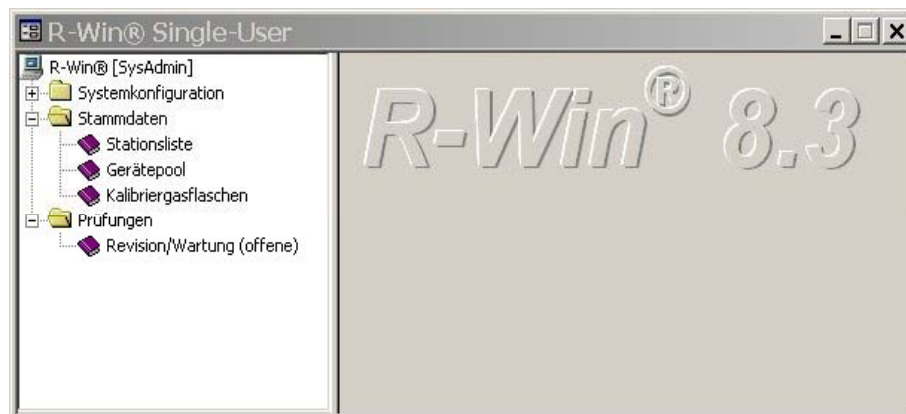 R-Win® Single-User
R-Win® [SysAdmin]
Systemkonfiguration
Stammdaten
Stationsliste
Gerätepool
Kalibriergasflaschen
Prüfungen
Revision/Wartung (offene)
R-Win® 8.3